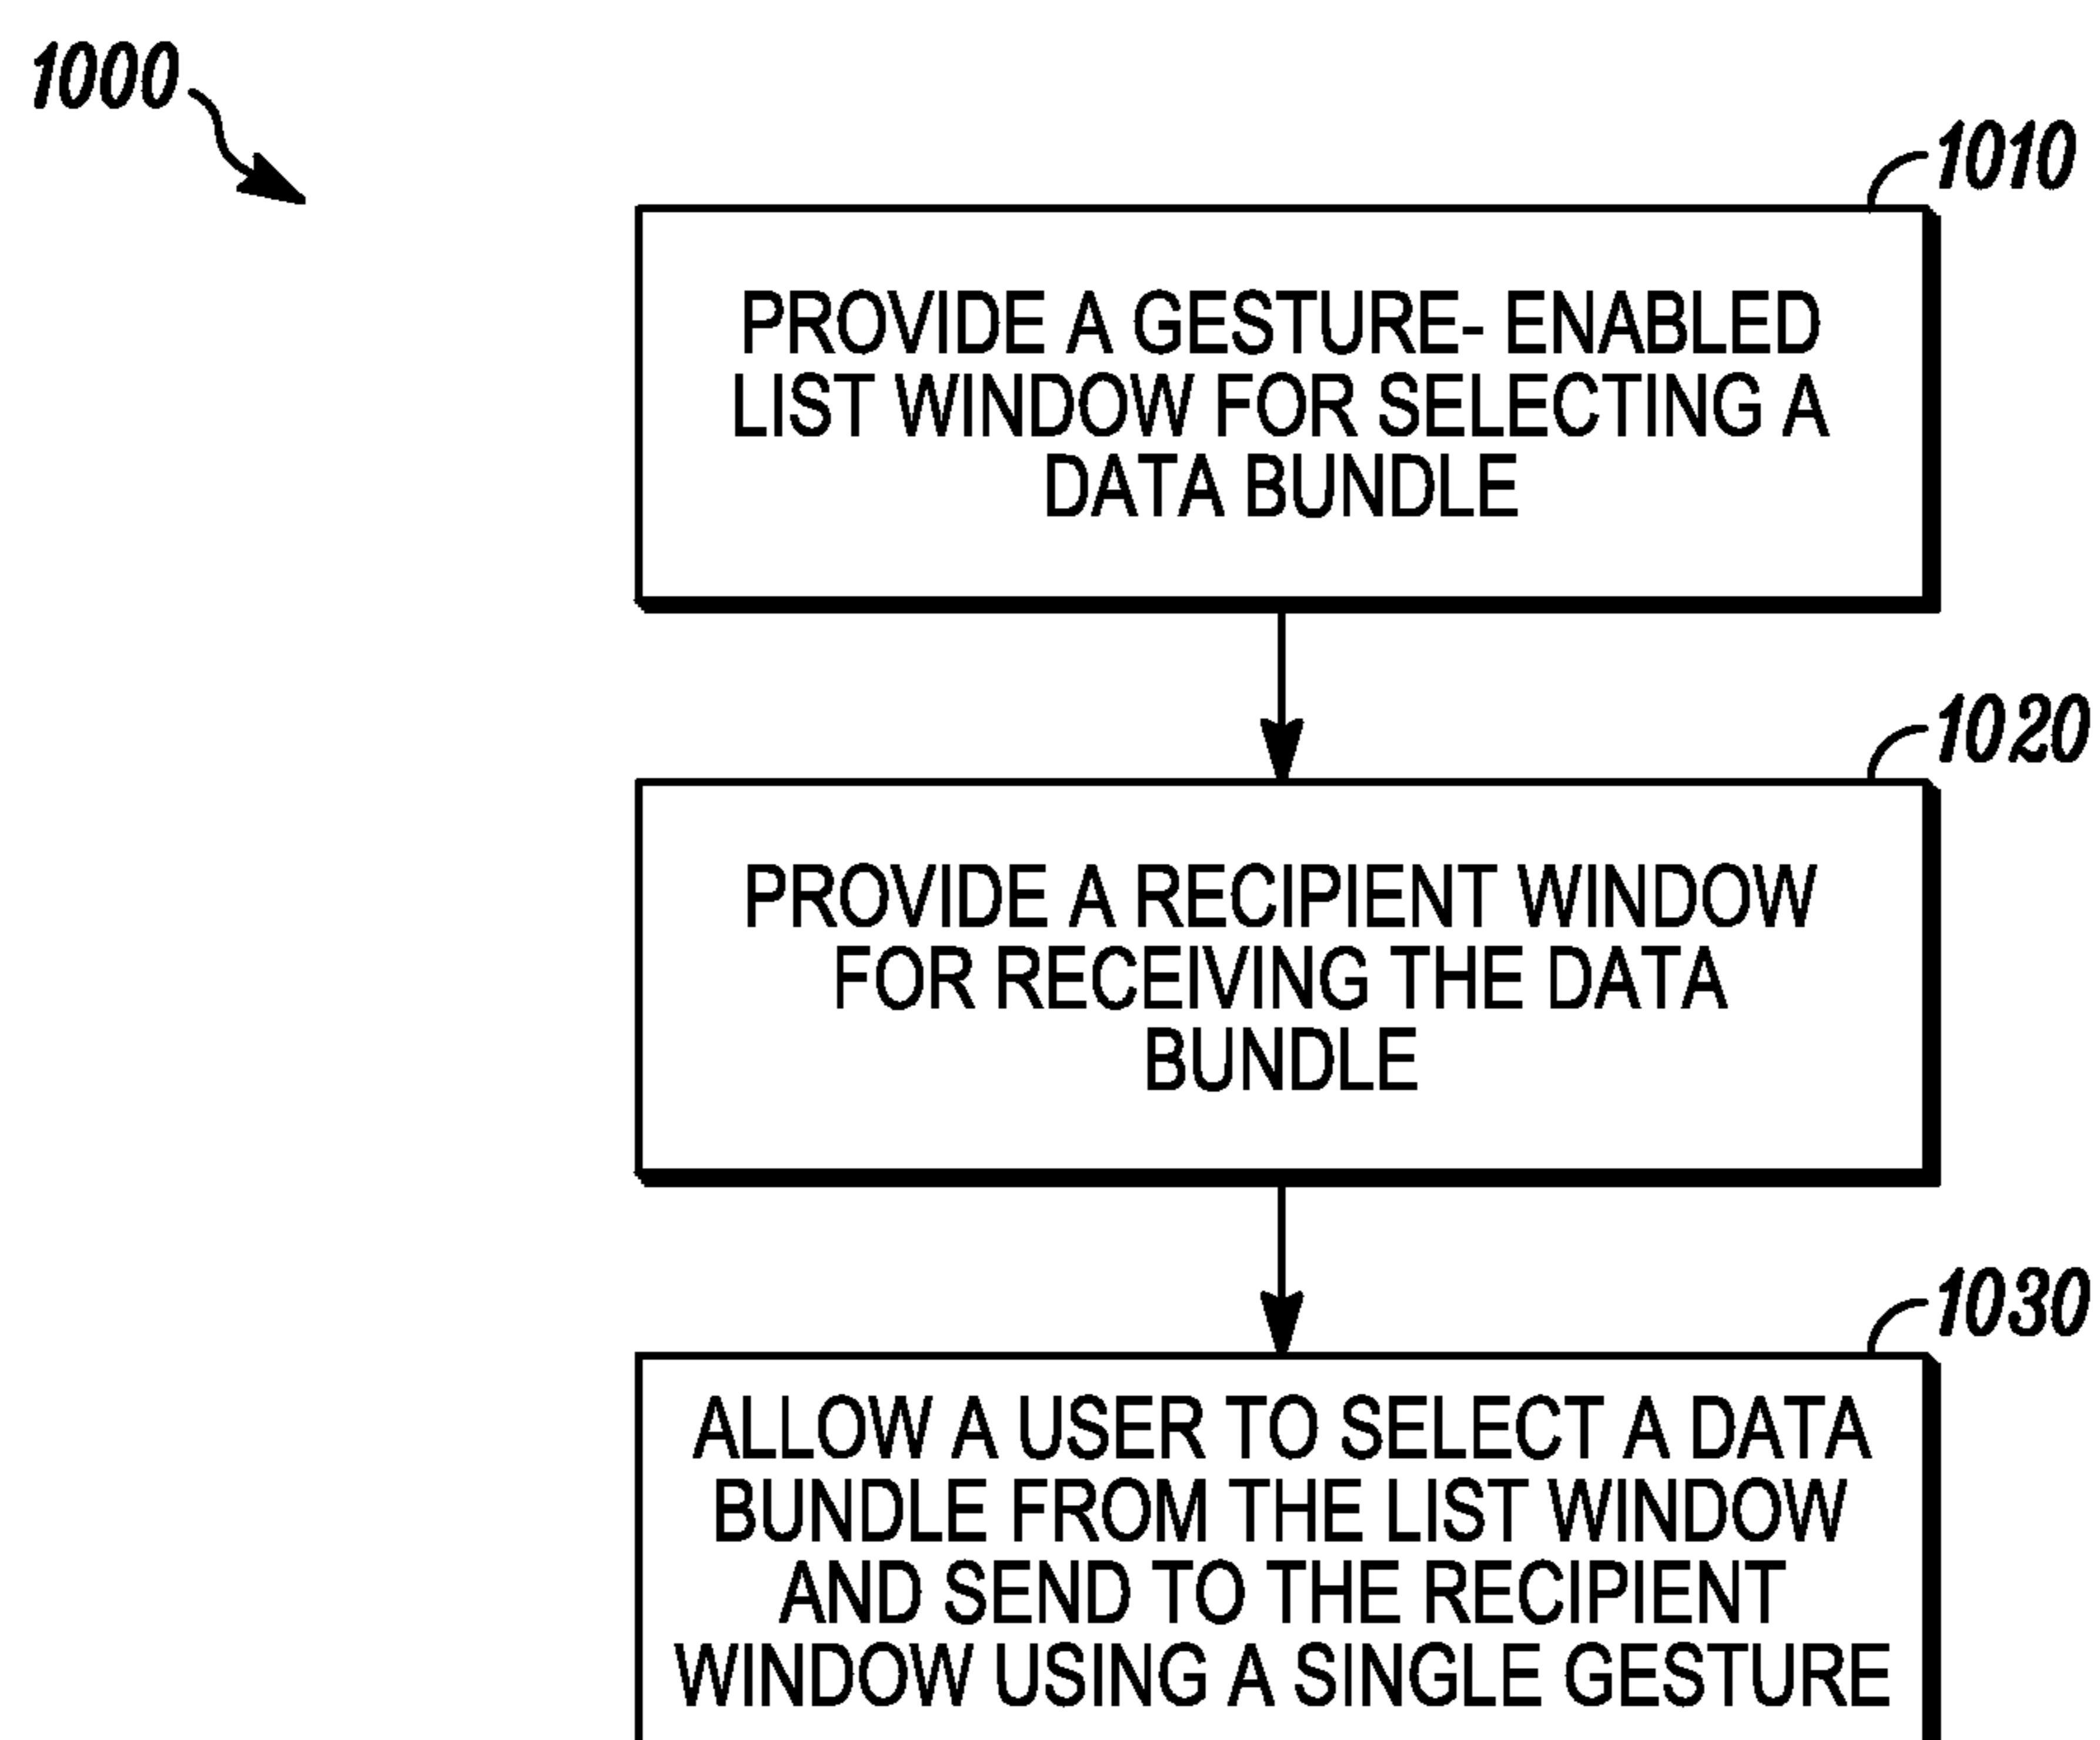 1000
1010
PROVIDE A GESTURE- ENABLED
LIST WINDOW FOR SELECTING A
DATA BUNDLE
1020
PROVIDE A RECIPIENT WINDOW
FOR RECEIVING THE DATA
BUNDLE
1030
ALLOW A USER TO SELECT A DATA
BUNDLE FROM THE LIST WINDOW
AND SEND TO THE RECIPIENT
WINDOW USING A SINGLE GESTURE